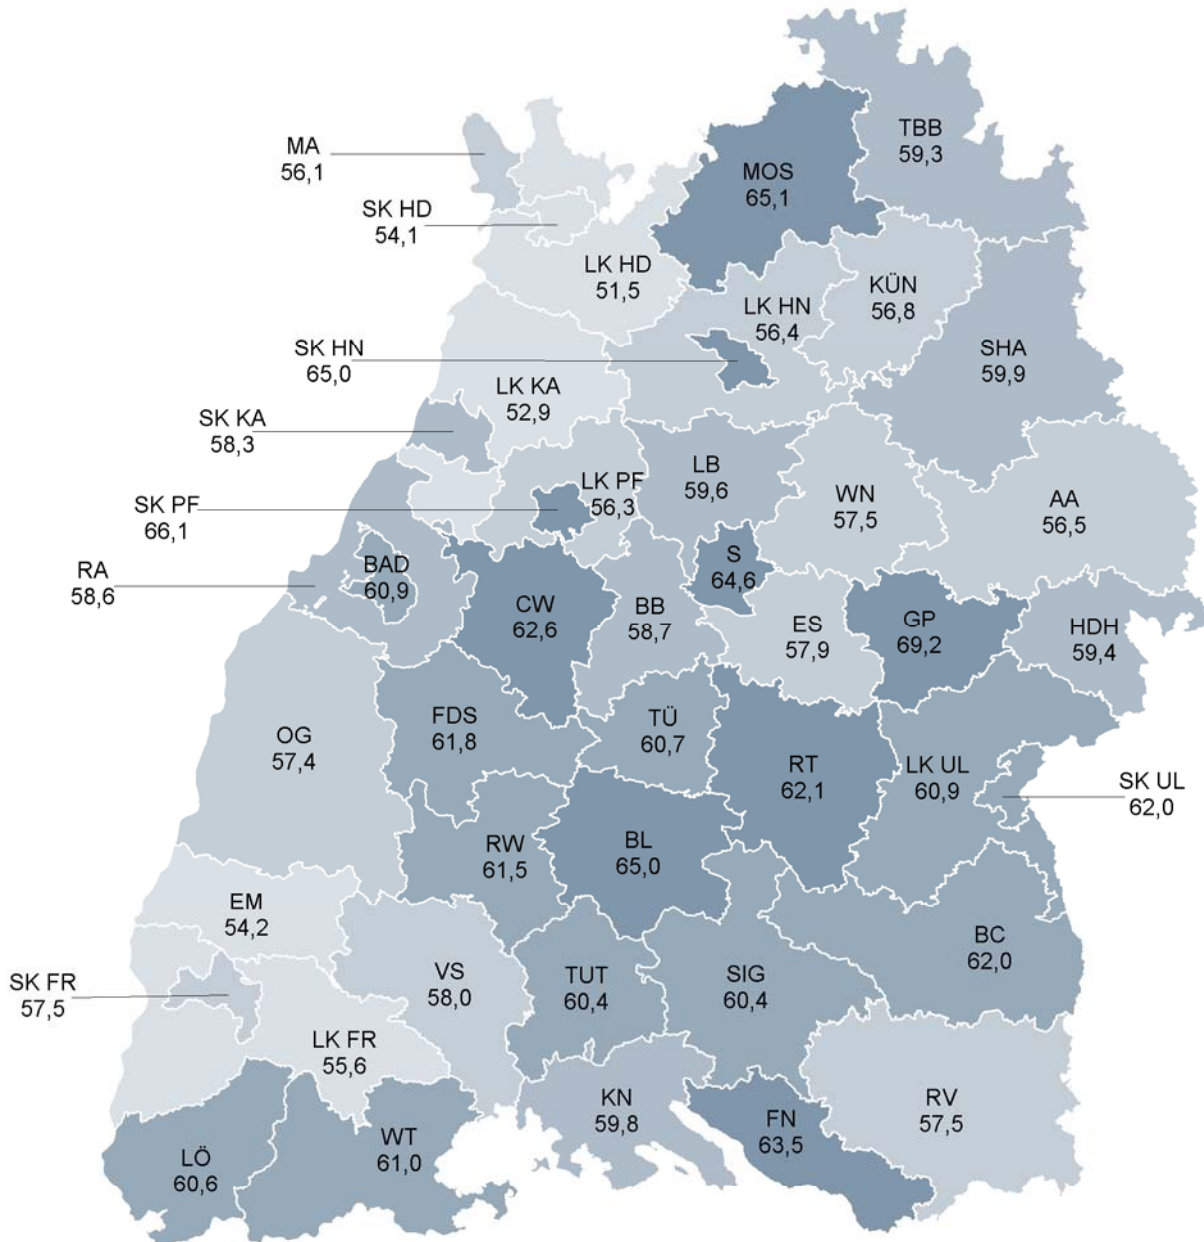 TBB
59,3
MA
56,1
MOS
65,1
SK HD
54,1
LK HD
51,5
KÜN
56,8
LK HN
56,4
SK HN
65,0
SHA
59,9
LK KA
52,9
SK KA
58,3
LB
59,6
LK PF
56,3
WN
57,5
AA
56,5
SK PF
66,1
S
64,6
BAD
60,9
RA
58,6
CW
62,6
BB
58,7
ES
57,9
GP
69,2
HDH
59,4
FDS
61,8
TÜ
60,7
OG
57,4
RT
62,1
LK UL
60,9
SK UL
62,0
RW
61,5
BL
65,0
EM
54,2
BC
62,0
SK FR
57,5
VS
58,0
TUT
60,4
SIG
60,4
LK FR
55,6
KN
59,8
RV
57,5
FN
63,5
WT
61,0
LÖ
60,6